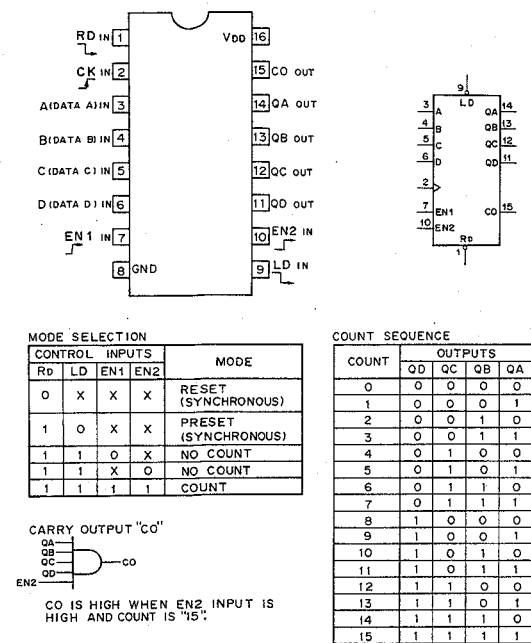 RD IN 1
CK IN 2
A(DATA A)IN 3
B(DATA B)IN 4
C(DATA C)IN 5
D(DATA D)IN 6
EN1 IN 7
8 GND
VDD 16
15 CO OUT
14 QA OUT
13 QB OUT
12 QC OUT
11 QD OUT
10 EN2 IN
9 LD IN
9
LD
3 A QA 14
4 B QB 13
5 C QC 12
6 D QD 11
2
7 EN1 CO 15
10 EN2
RD
1
MODE SELECTION
CONTROL INPUTS MODE
RD LD EN1 EN2
0 X X X RESET
(SYNCHRONOUS)
1 0 X X PRESET
(SYNCHRONOUS)
1 1 0 X NO COUNT
1 1 X 0 NO COUNT
1 1 1 1 COUNT
CARRY OUTPUT "CO"
QA
QB
QC
QD
EN2
CO
CO IS HIGH WHEN EN2 INPUT IS
HIGH AND COUNT IS "15".
COUNT SEQUENCE
COUNT OUTPUTS
QD QC QB QA
0 0 0 0 0
1 0 0 0 1
2 0 0 1 0
3 0 0 1 1
4 0 1 0 0
5 0 1 0 1
6 0 1 1 0
7 0 1 1 1
8 1 0 0 0
9 1 0 0 1
10 1 0 1 0
11 1 0 1 1
12 1 1 0 0
13 1 1 0 1
14 1 1 1 0
15 1 1 1 1